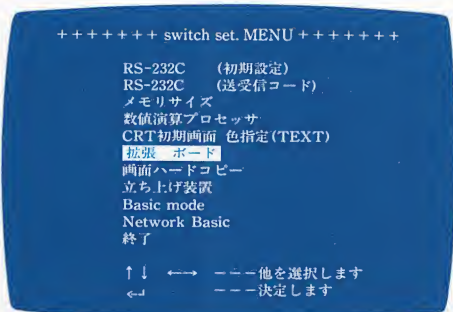 +++++++ switch set. MENU +++++++
RS-232C (初期設定)
RS-232C (送受信コード)
メモリサイズ
数値演算プロセッサ
CRT初期画面 色指定(TEXT)
拡張 ボード
画面ハードコピー
立ち上げ装置
Basic mode
Network Basic
終了
↑↓ ←→ ---他を選択します
↵ ---決定します